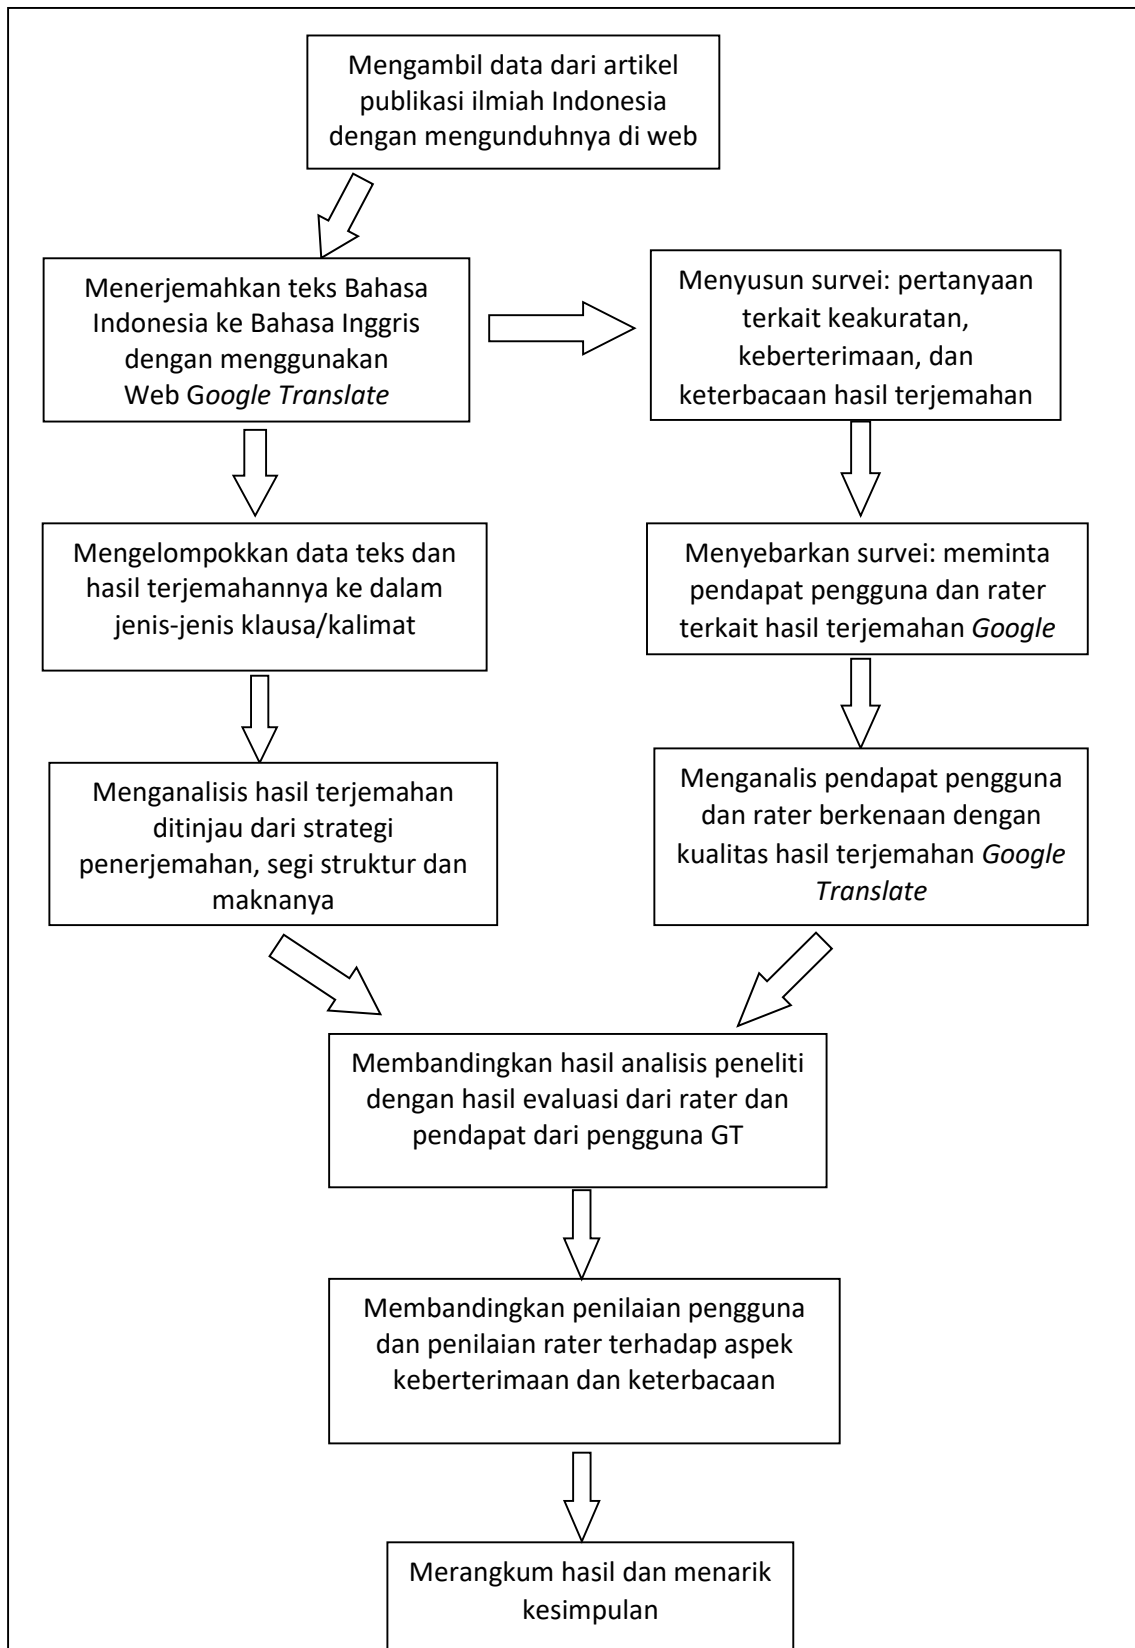 Mengambil data dari artikel
publikasi ilmiah Indonesia
dengan mengunduhnya di web
Menerjemahkan teks Bahasa
Indonesia ke Bahasa Inggris
dengan menggunakan
Web Google Translate
Menyusun survei: pertanyaan
terkait keakuratan,
keberterimaan, dan
keterbacaan hasil terjemahan
Mengelompokkan data teks dan
hasil terjemahannya ke dalam
jenis-jenis klausa/kalimat
Menyebarkan survei: meminta
pendapat pengguna dan rater
terkait hasil terjemahan Google
Menganalisis hasil terjemahan
ditinjau dari strategi
penerjemahan, segi struktur dan
maknanya
Menganalis pendapat pengguna
dan rater berkenaan dengan
kualitas hasil terjemahan Google
Translate
Membandingkan hasil analisis peneliti
dengan hasil evaluasi dari rater dan
pendapat dari pengguna GT
Membandingkan penilaian pengguna
dan penilaian rater terhadap aspek
keberterimaan dan keterbacaan
Merangkum hasil dan menarik
kesimpulan